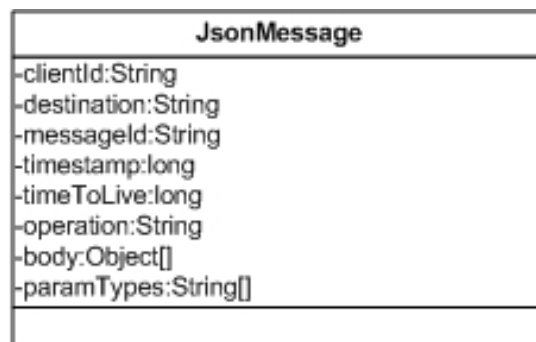 JsonMessage
-clientId:String
-destination:String
-messageId:String
-timestamp:long
-timeToLive:long
-operation:String
-body:Object[]
-paramTypes:String[]